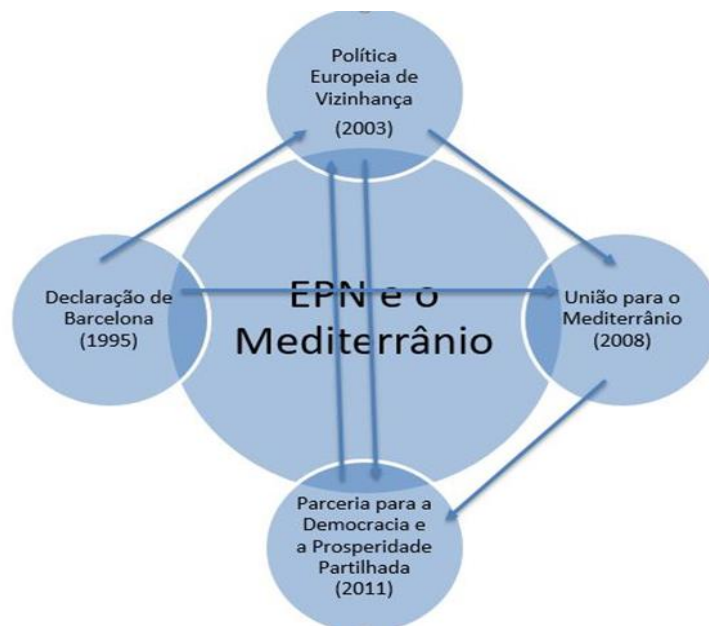 Política
Europeia de
Vizinhança
(2003)
Declaração de
Barcelona
(1995)
EPN e o
Mediterrânio
União para o
Mediterrânio
(2008)
Parceria para a
Democracia e
a Prosperidade
Partilhada
(2011)